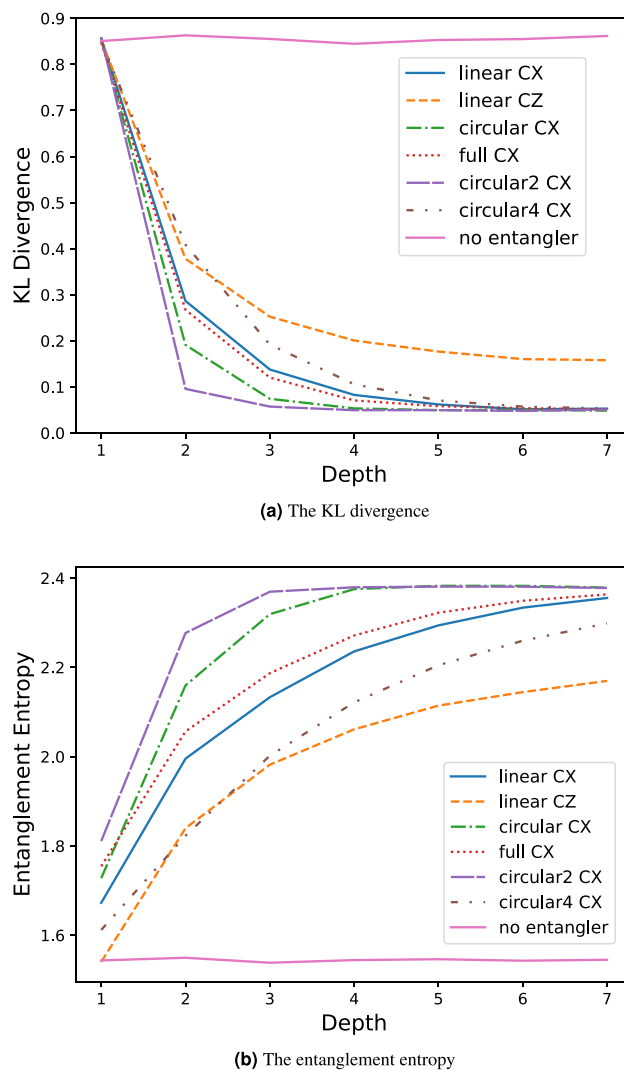 0.9
0.8
0.7
0.6
0.5
0.4
0.3
0.2
0.1
0.0
KL Divergence
linear CX
linear CZ
circular CX
full CX
circular2 CX
circular4 CX
no entangler
1 2 3 4 5 6 7
Depth
(a) The KL divergence
2.4
2.2
2.0
1.8
1.6
Entanglement Entropy
linear CX
linear CZ
circular CX
full CX
circular2 CX
circular4 CX
no entangler
1 2 3 4 5 6 7
Depth
(b) The entanglement entropy